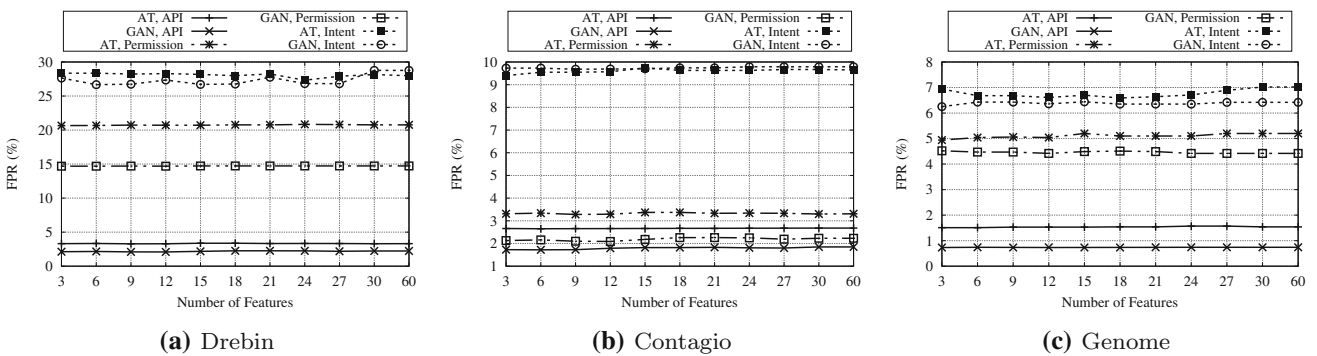 AT, API
GAN, API
AT, Permission
GAN, Permission
AT, Intent
GAN, Intent
30
25
20
15
10
5
0
FPR (%)
3 6 9 12 15 18 21 24 27 30 60
Number of Features
(a) Drebin
AT, API
GAN, API
AT, Permission
GAN, Permission
AT, Intent
GAN, Intent
10
9
8
7
6
5
4
3
2
1
FPR (%)
3 6 9 12 15 18 21 24 27 30 60
Number of Features
(b) Contagio
AT, API
GAN, API
AT, Permission
GAN, Permission
AT, Intent
GAN, Intent
8
7
6
5
4
3
2
1
0
FPR (%)
3 6 9 12 15 18 21 24 27 30 60
Number of Features
(c) Genome